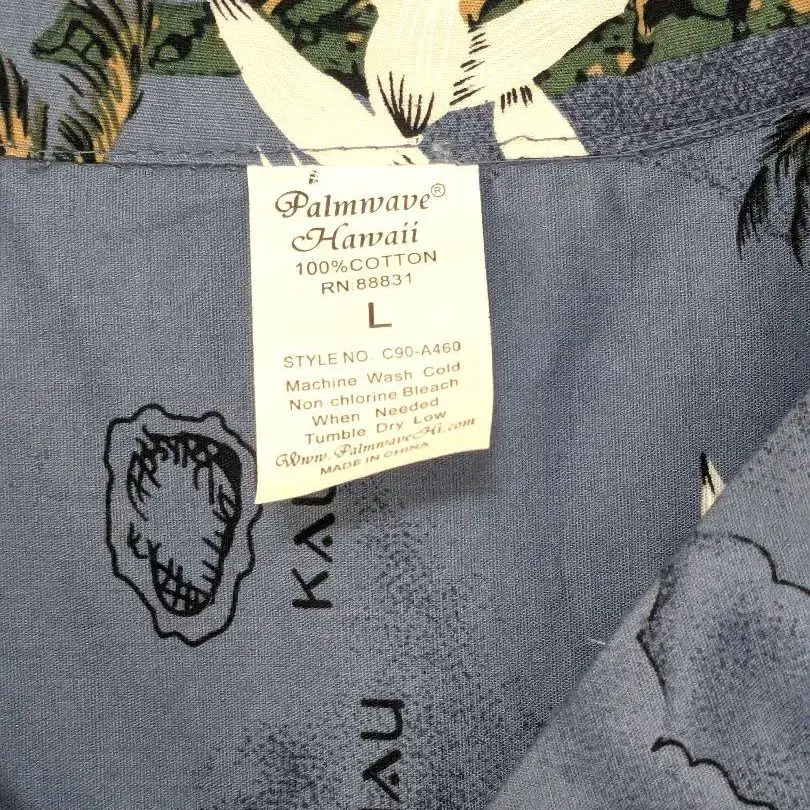 Palmwave®
Hawaii
100%COTTON
RN:88831
L
STYLE NO. C90-A460
Machine Wash Cold
Non-chlorine Bleach
When Needed
Tumble Dry Low
Www.PalmwaveHi.com
MADE IN CHINA